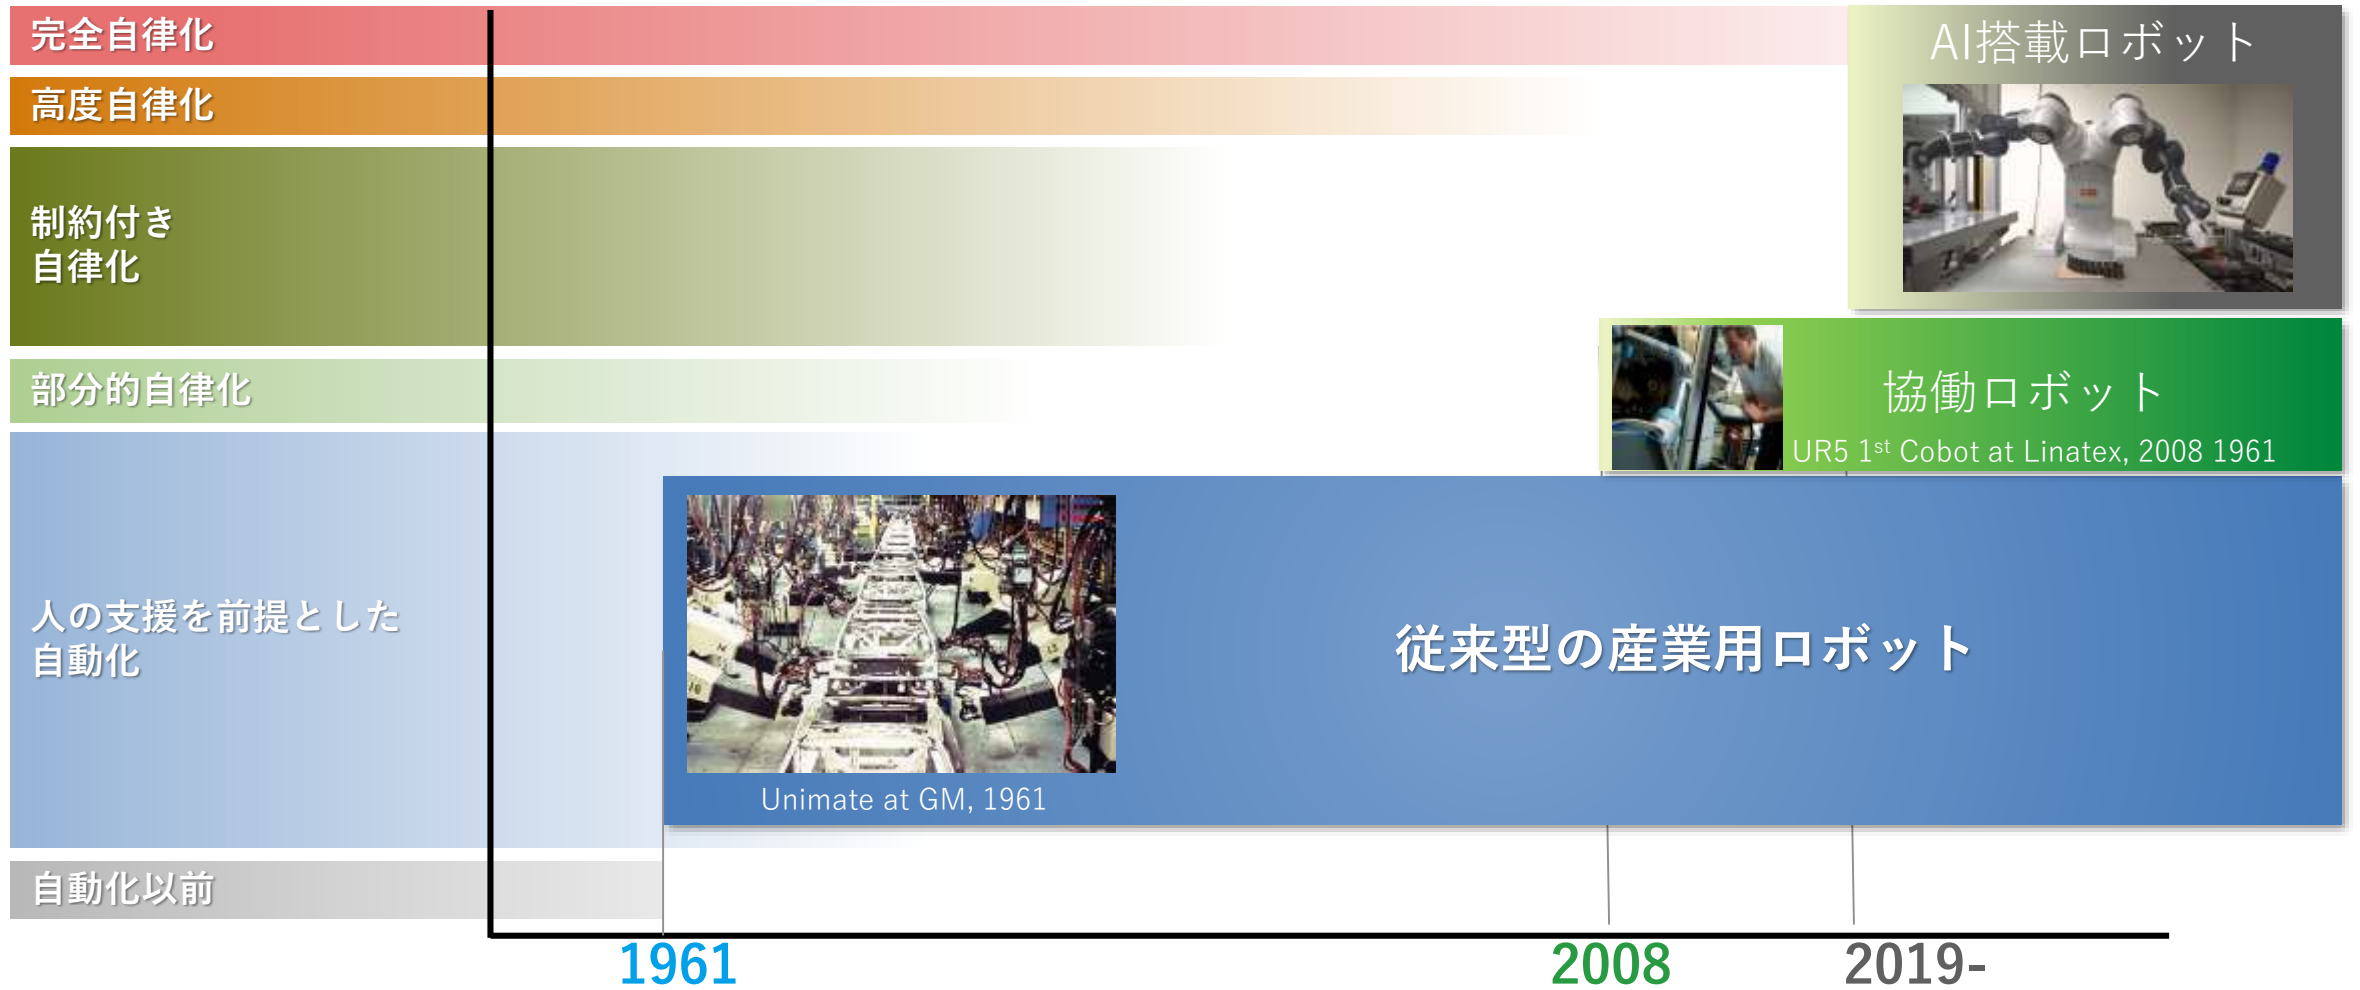 完全自律化
AI搭載ロボット
高度自律化
制約付き
自律化
部分的自律化
協働ロボット
UR5 1st Cobot at Linatex, 2008 1961
人の支援を前提とした
自動化
従来型の産業用ロボット
Unimate at GM, 1961
自動化以前
1961
2008
2019-